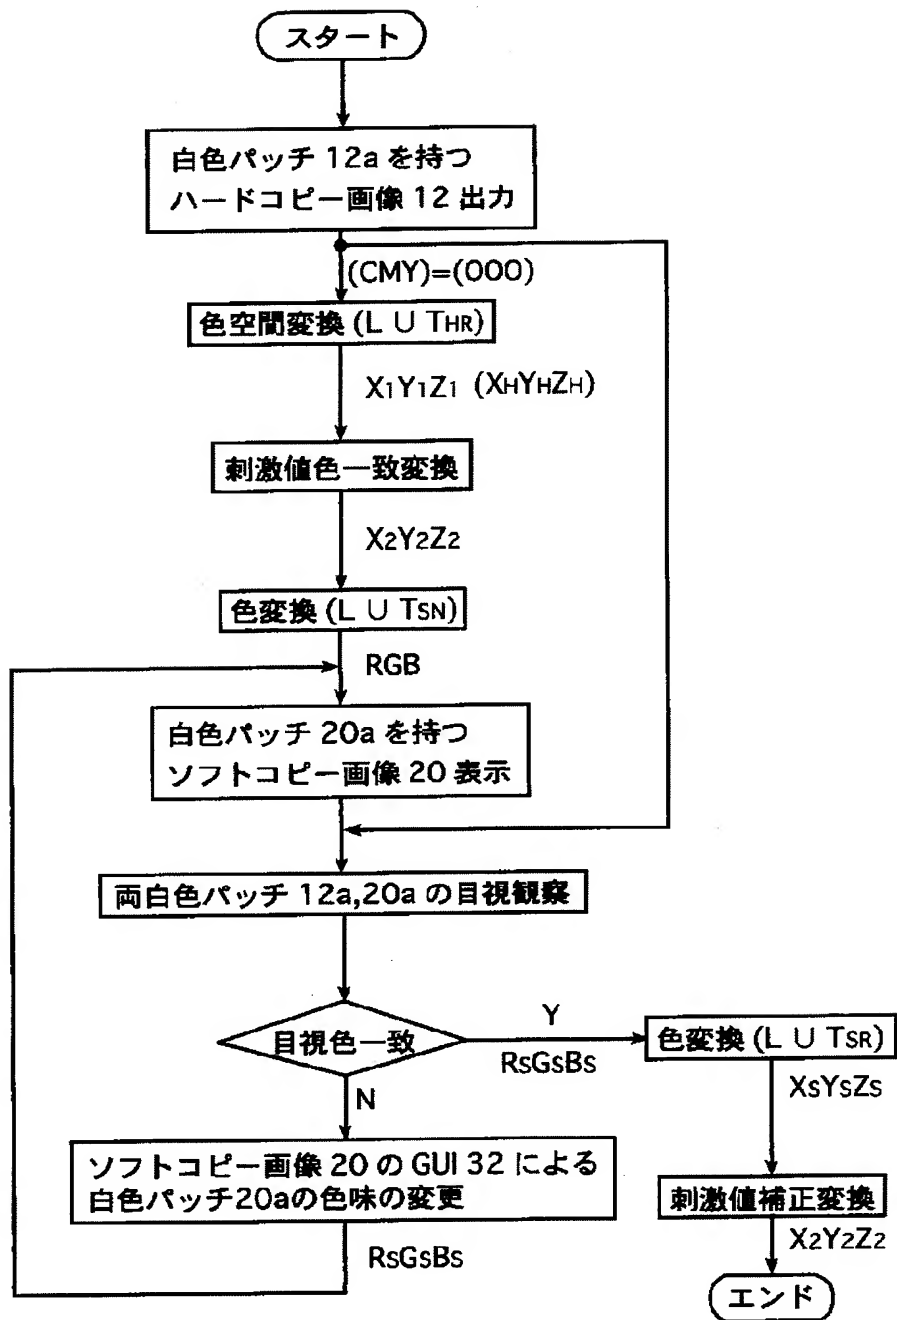 スタート
白色パッチ 12a を持つ
ハードコピー画像 12 出力
(CMY)=(000)
色空間変換 (L U THR)
X1Y1Z1 (XHYHZH)
刺激値色一致変換
X2Y2Z2
色変換 (L U TSN)
RGB
白色パッチ 20a を持つ
ソフトコピー画像 20 表示
両白色パッチ 12a,20a の目視観察
目視色一致
Y
RsGsBs
色変換 (L U TSR)
XsYsZs
N
ソフトコピー画像 20 の GUI 32 による
白色パッチ20aの色味の変更
刺激値補正変換
X2Y2Z2
RsGsBs
エンド